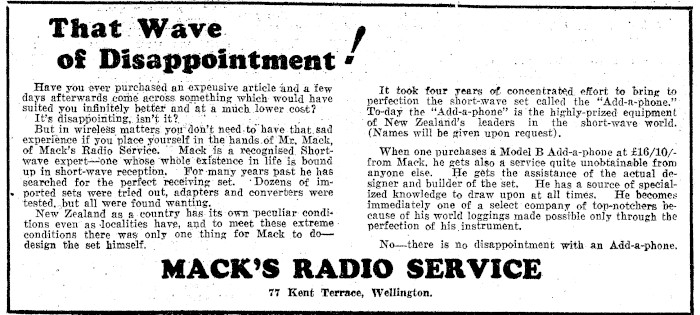 That Wave
of Disappointment!
Have you ever purchased an expensive article and a few
days afterwards come across something which would have
suited you infinitely better and at a much lower cost?
It's disappointing, isn't it?
But in wireless matters you don't need to have that sad
experience if you place yourself in the hands of Mr. Mack,
of Mack's Radio Service. Mack is a recognised Short-
wave expert—one whose whole existence in life is bound
up in short-wave reception. For many years past he has
searched for the perfect receiving set. Dozens of im-
ported sets were tried out, adapters and converters were
tested, but all were found wanting.
New Zealand as a country has its own peculiar condi-
tions even as localities have, and to meet these extreme
conditions there was only one thing for Mack to do—
design the set himself.
It took four years of concentrated effort to bring to
perfection the short-wave set called the "Add-a-phone."
To-day the "Add-a-phone" is the highly-prized equipment
of New Zealand's leaders in the short-wave world.
(Names will be given upon request).
When one purchases a Model B Add-a-phone at £16/10/-
from Mack, he gets also a service quite unobtainable from
anyone else. He gets the assistance of the actual de-
signer and builder of the set. He has a source of special-
ized knowledge to draw upon at all times. He becomes
immediately one of a select company of top-notchers be-
cause of his world loggings made possible only through the
perfection of his instrument.
No—there is no disappointment with an Add-a-phone.
MACK'S RADIO SERVICE
77 Kent Terrace, Wellington.